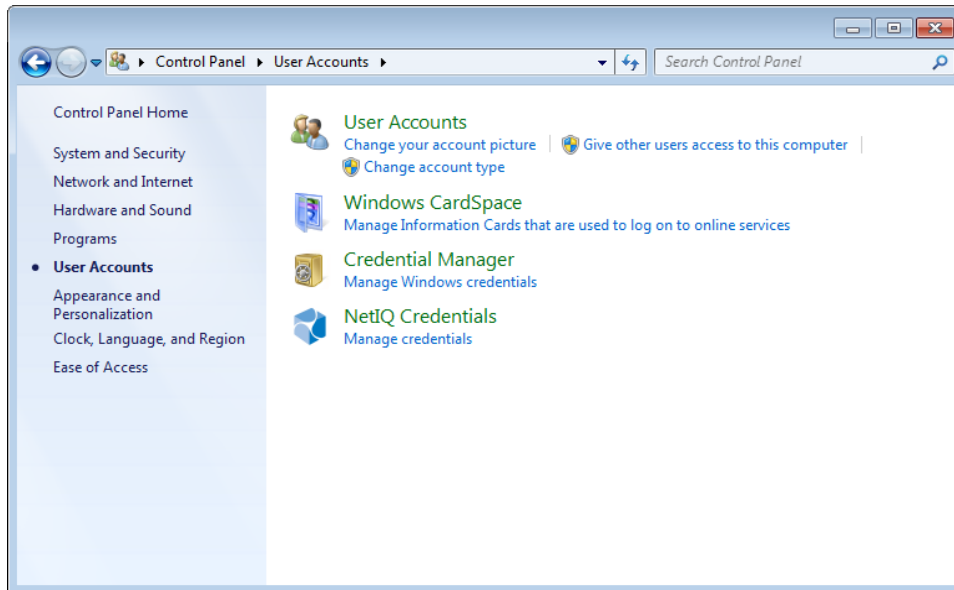 Control Panel User Accounts
Search Control Panel
Control Panel Home
System and Security
Network and Internet
Hardware and Sound
Programs
User Accounts
Appearance and
Personalization
Clock, Language, and Region
Ease of Access
User Accounts
Change your account picture Give other users access to this computer
Change account type
Windows CardSpace
Manage Information Cards that are used to log on to online services
Credential Manager
Manage Windows credentials
NetIQ Credentials
Manage credentials